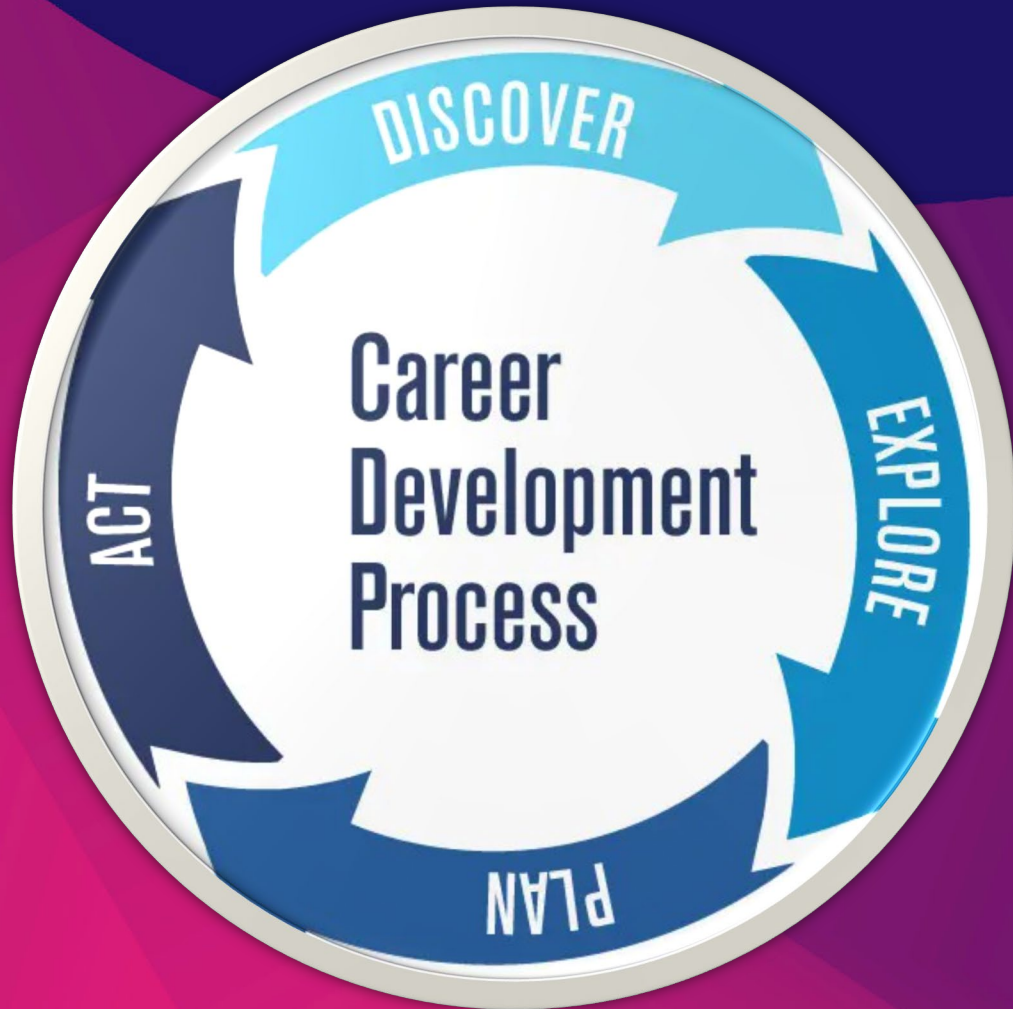 DISCOVER
EXPLORE
PLAN
ACT
Career
Development
Process